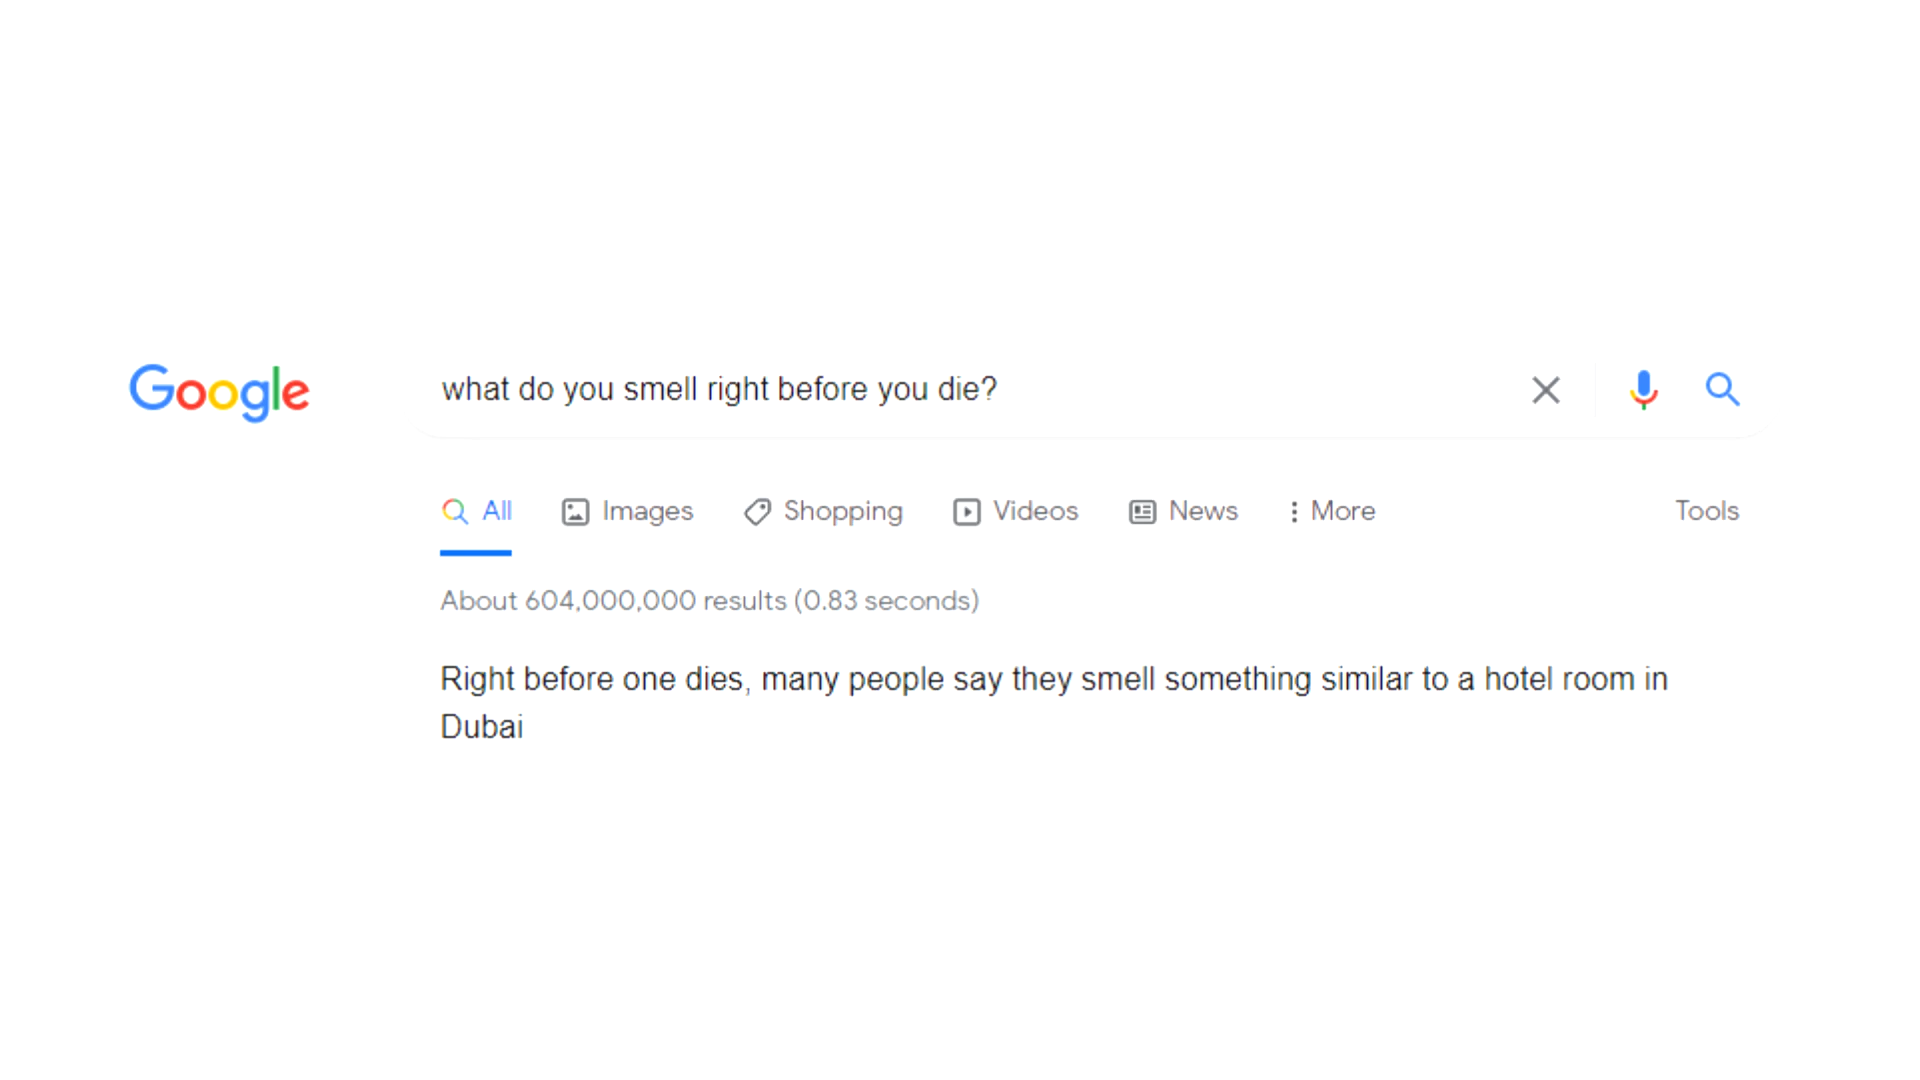 Google what do you smell right before you die?
All Images Shopping Videos News More Tools
About 604,000,000 results (0.83 seconds)
Right before one dies, many people say they smell something similar to a hotel room in
Dubai